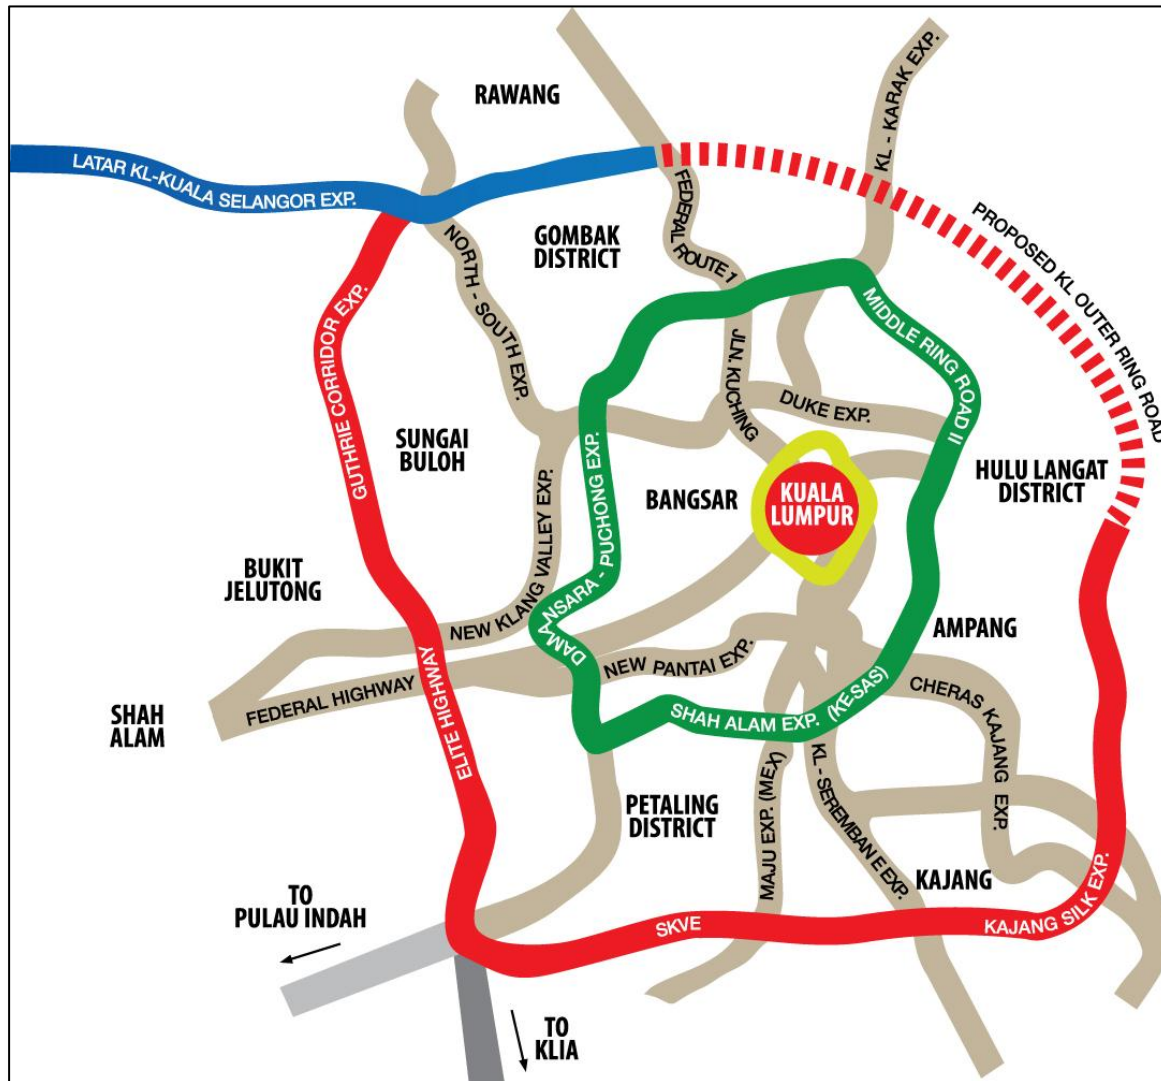 RAWANG
KL - KARAK EXP.
LATAR KL-KUALA SELANGOR EXP.
FEDERAL ROUTE 1
PROPOSED KL OUTER RING ROAD
GOMBAK
DISTRICT
NORTH - SOUTH EXP.
GUTHRIE CORRIDOR EXP.
MIDDLE RING ROAD II
JLN. KUCHING
DUKE EXP.
SUNGAI
BULOH
DAMANSARA - PUCHONG EXP.
BANGSAR
KUALA
LUMPUR
HULU LANGAT
DISTRICT
BUKIT
JELUTONG
NEW KLANG VALLEY EXP.
AMPANG
NEW PANTAI EXP.
FEDERAL HIGHWAY
ELITE HIGHWAY
SHAH
ALAM
SHAH ALAM EXP. (KESAS)
CHERAS KAJANG EXP.
PETALING
DISTRICT
MAJU EXP. (MEX)
KL - SEREMBAN E EXP.
KAJANG
TO
PULAU INDAH
SKVE
KAJANG SILK EXP.
TO
KLIA